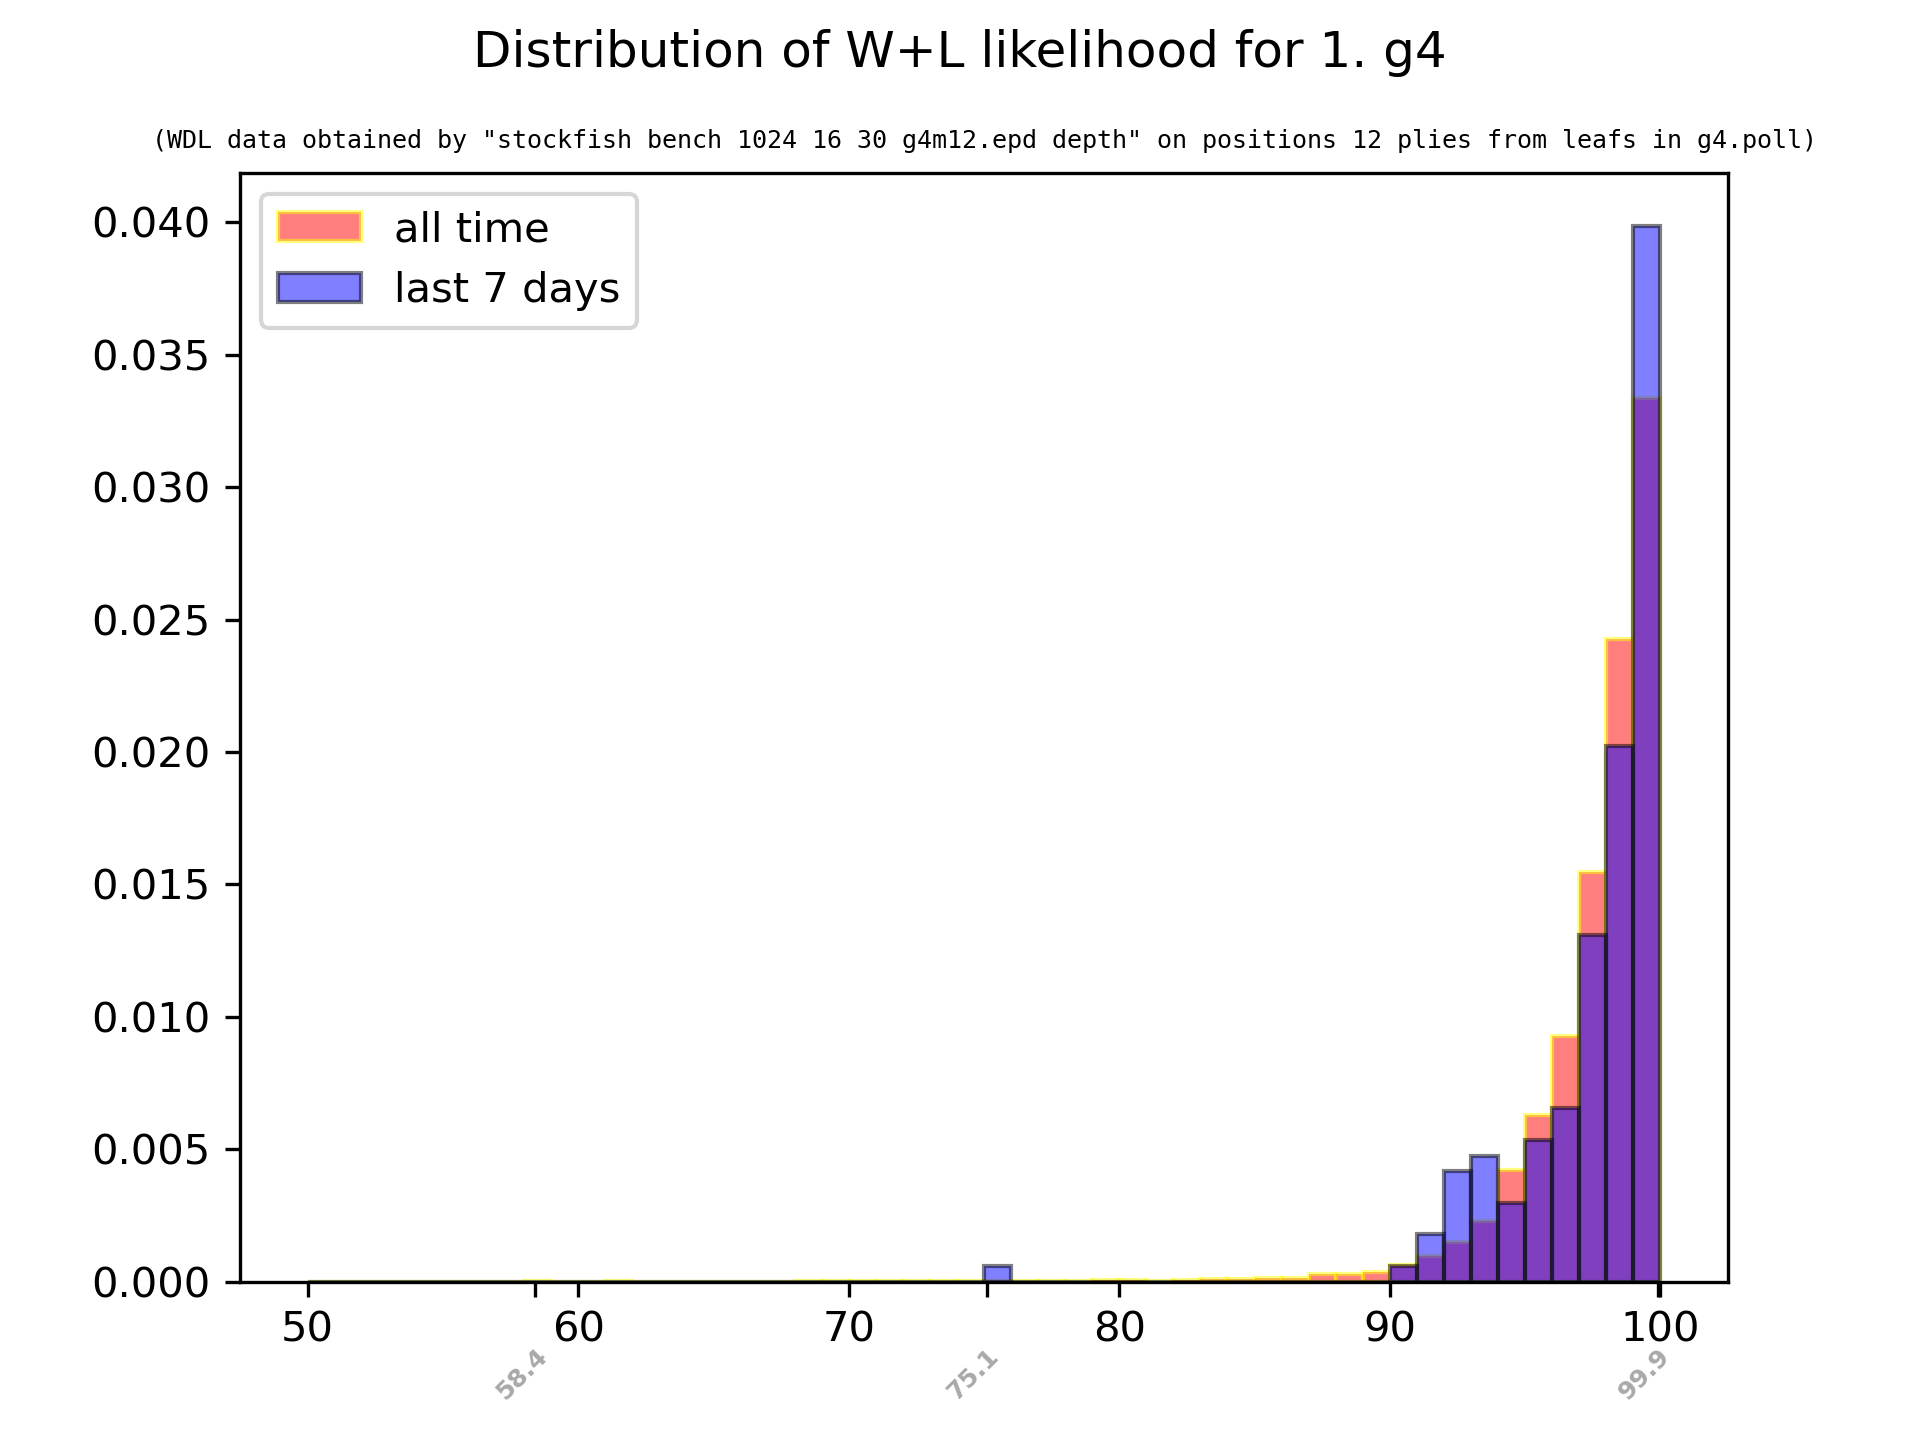 Distribution of W+L likelihood for 1. g4
(WDL data obtained by "stockfish bench 1024 16 30 g4m12.epd depth" on positions 12 plies from leafs in g4.poll)
all time
last 7 days
0.040
0.035
0.030
0.025
0.020
0.015
0.010
0.005
0.000
50 60 70 80 90 100
58.4 75.1 99.9